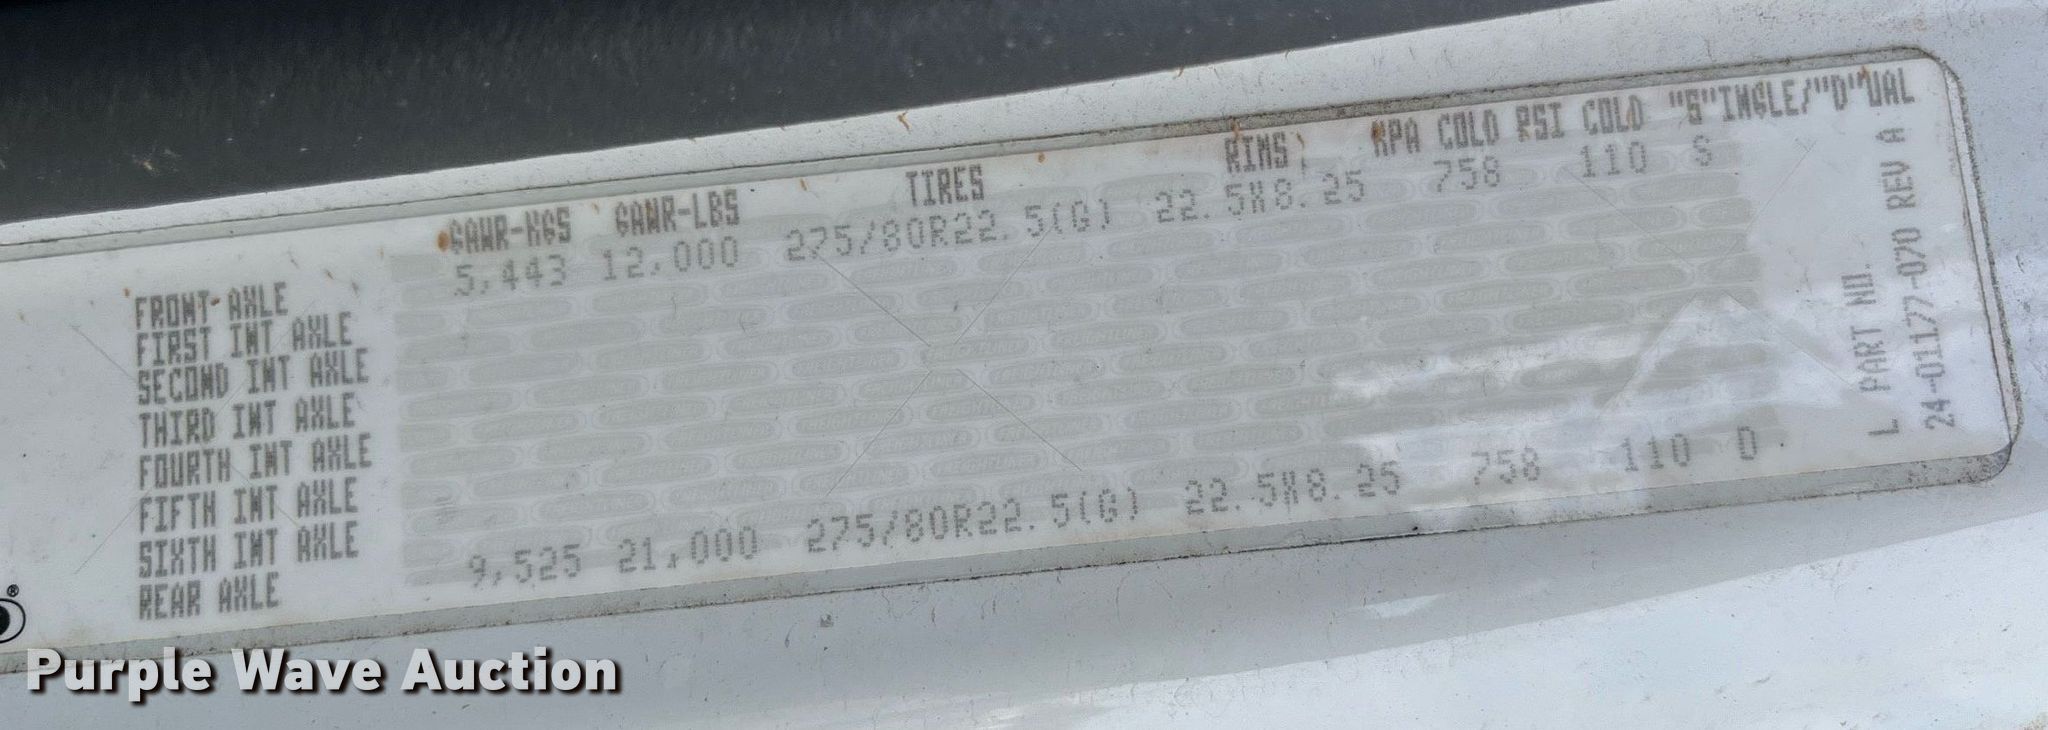 GAWR-KGS GAWR-LBS TIRES RIMS KPA COLD PSI COLD "S"INGLE/"D"UAL
FRONT AXLE 5,443 12,000 275/80R22.5(G) 22.5X8.25 758 110 S
FIRST INT AXLE
SECOND INT AXLE
THIRD INT AXLE
FOURTH INT AXLE
FIFTH INT AXLE
SIXTH INT AXLE
REAR AXLE 9,525 21,000 275/80R22.5(G) 22.5X8.25 758 110 D
L PART NO.
24-01177-070 REV A
Purple Wave Auction
®